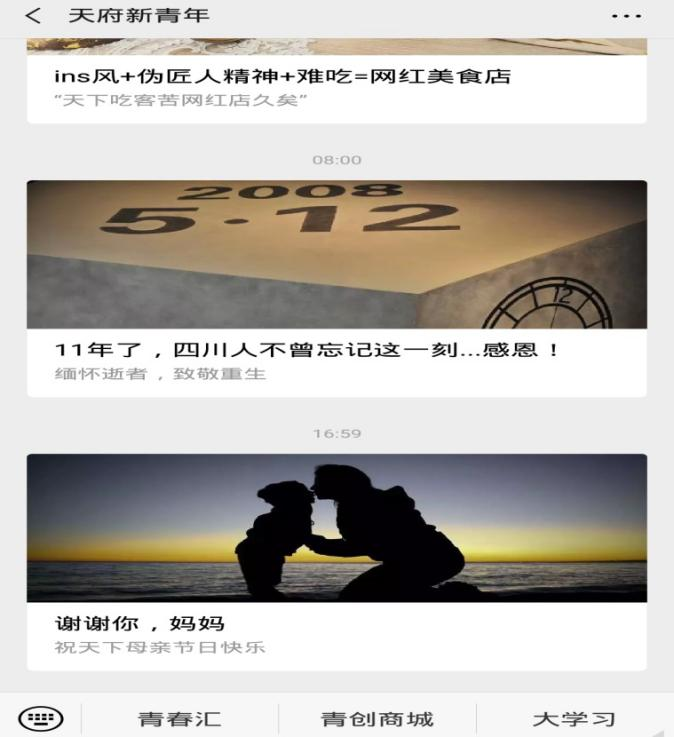 天府新青年
ins风+伪匠人精神+难吃=网红美食店
“天下吃客苦网红店久矣”
08:00
2008
5·12
12
11年了，四川人不曾忘记这一刻...感恩！
缅怀逝者，致敬重生
16:59
谢谢你，妈妈
祝天下母亲节日快乐
青春汇
青创商城
大学习